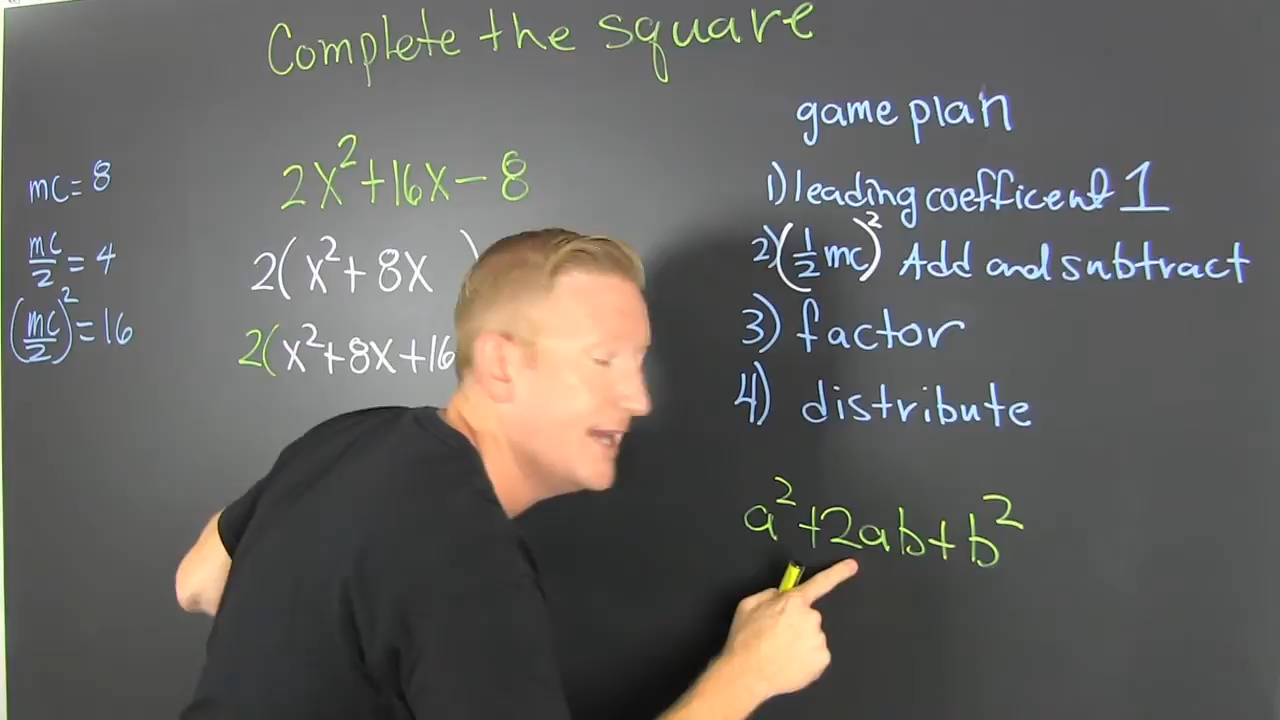 Complete the square
mc = 8
mc/2 = 4
(mc/2)² = 16
2x² + 16x - 8
2(x² + 8x )
2(x² + 8x + 16
game plan
1) leading coefficent 1
2) (1/2 mc)² Add and subtract
3) factor
4) distribute
a² + 2ab + b²